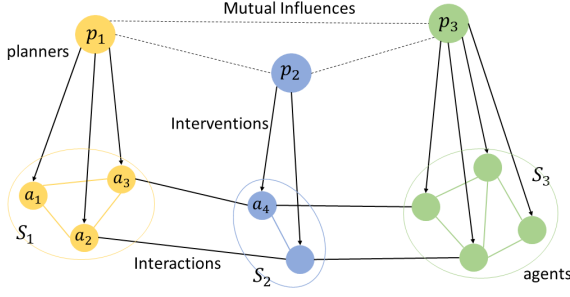 Mutual Influences
p₁
p₃
planners
p₂
Interventions
a₁
a₃
a₂
S₁
a₄
S₃
Interactions
S₂
agents